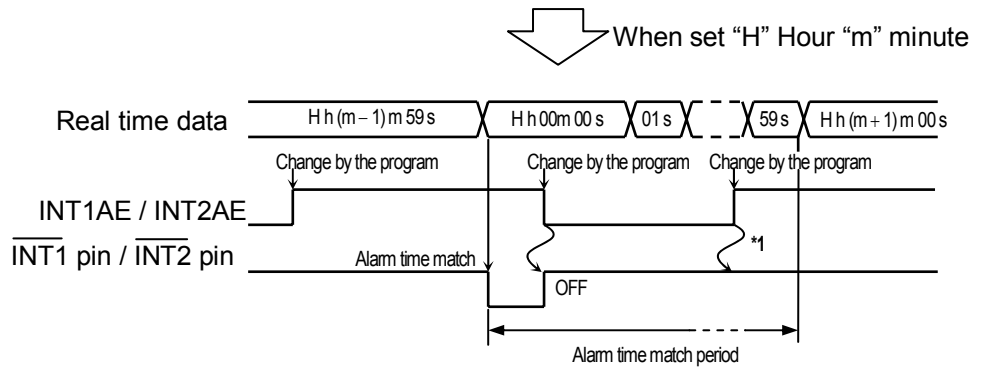 When set “H” Hour “m” minute
Real time data
H h (m − 1) m 59 s
H h 00 m 00 s
01 s
59 s
H h (m + 1) m 00 s
Change by the program
Change by the program
Change by the program
INT1AE / INT2AE
INT1 pin / INT2 pin
Alarm time match
*1
OFF
Alarm time match period